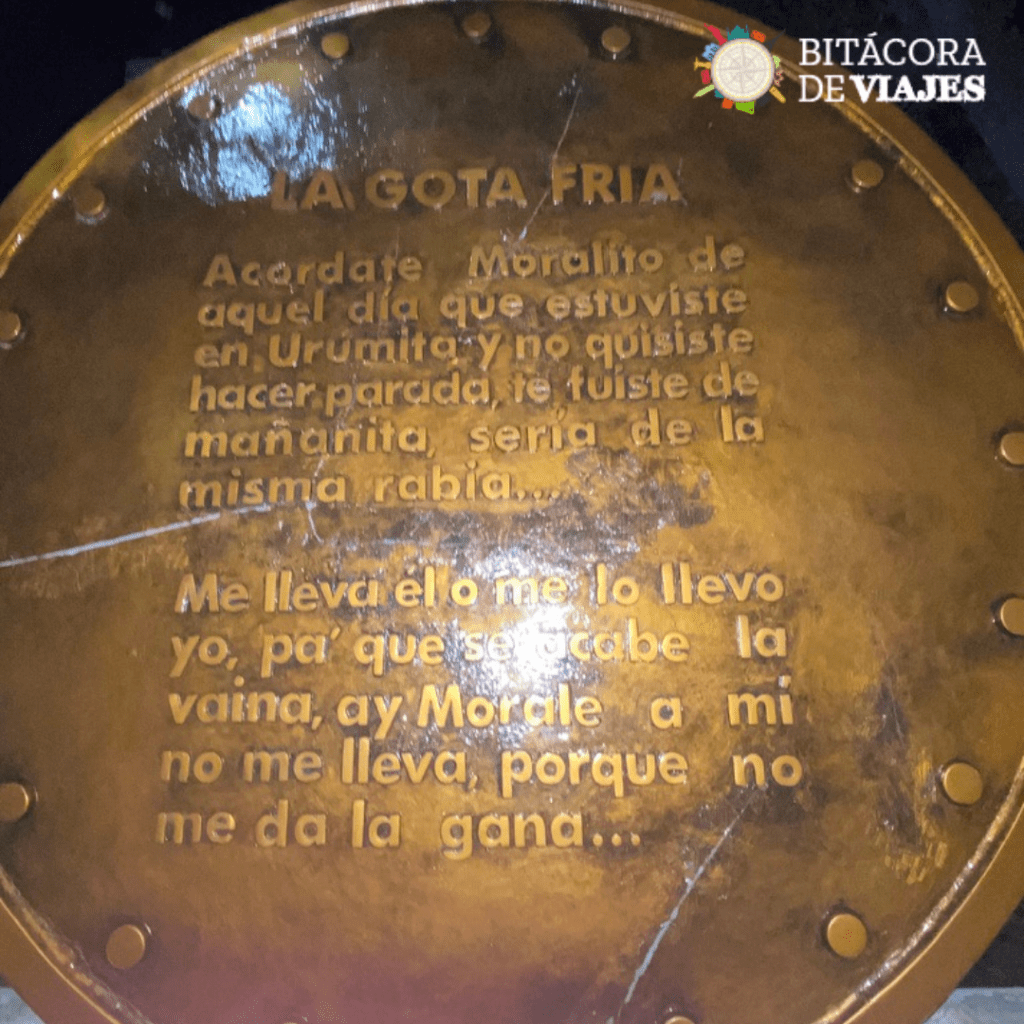 BITÁCORA
DE VIAJES
LA GOTA FRIA
Acordate Moralito de
aquel día que estuviste
en Urumita y no quisiste
hacer parada, te fuiste de
mañanita, sería de la
misma rabia...
Me lleva él o me lo llevo
yo, pa' que se acabe la
vaina, ay Morale a mí
no me lleva, porque no
me da la gana...